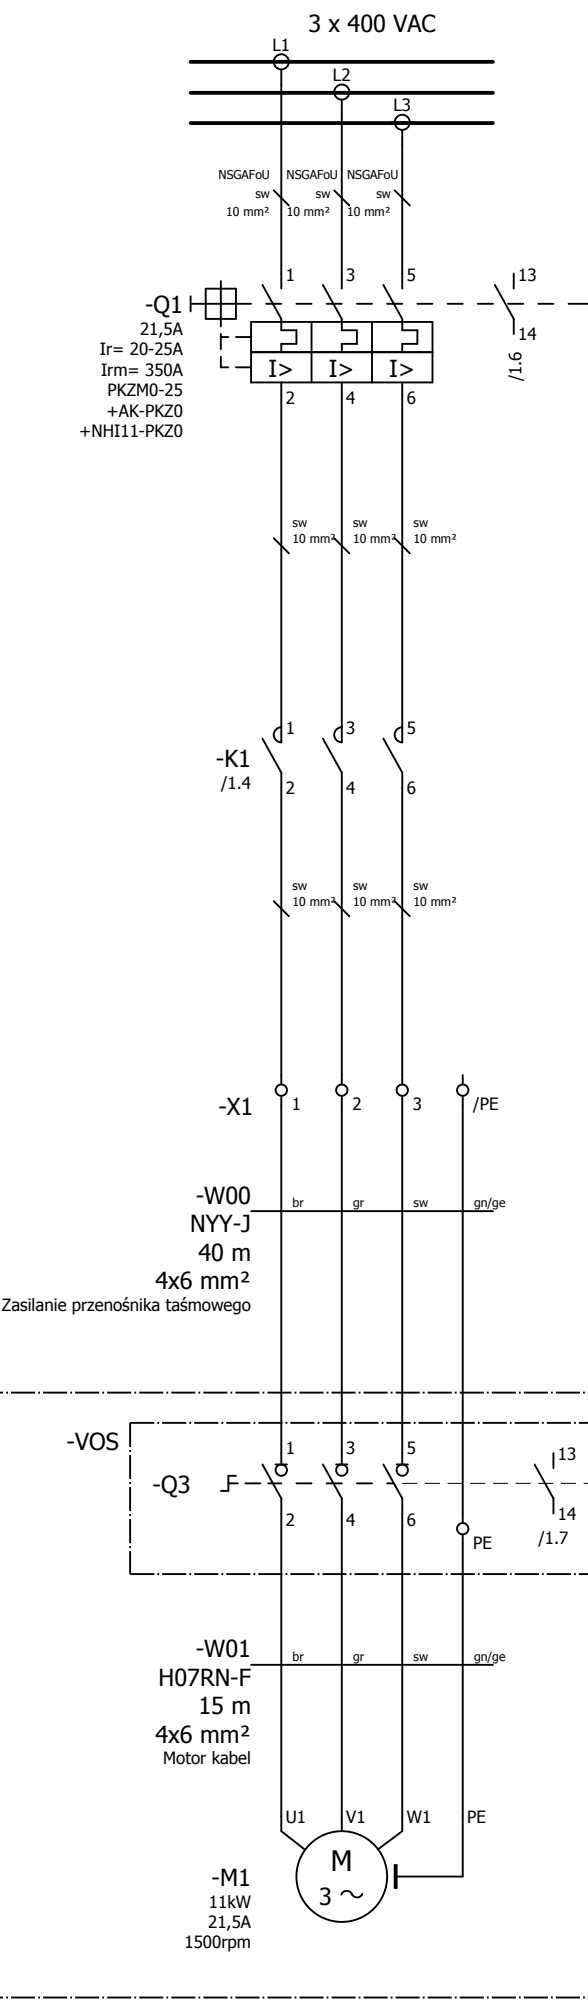 3 x 400 VAC
L1
L2
L3
NSGAFoU NSGAFoU NSGAFoU
sw sw sw
10 mm² 10 mm² 10 mm²
1 3 5 13
-Q1
21,5A
Ir= 20-25A
Irm= 350A
PKZM0-25
+AK-PKZ0
+NHI11-PKZ0
I> I> I>
14
/1.6
2 4 6
sw sw sw
10 mm² 10 mm² 10 mm²
1 3 5
-K1
/1.4
2 4 6
sw sw sw
10 mm² 10 mm² 10 mm²
-X1 1 2 3 /PE
-W00 br gr sw gn/ge
NYY-J
40 m
4x6 mm²
Zasilanie przenośnika taśmowego
-VOS
1 3 5 13
-Q3
2 4 6 14
PE /1.7
-W01 br gr sw gn/ge
H07RN-F
15 m
4x6 mm²
Motor kabel
U1 V1 W1 PE
M
3 ~
-M1
11kW
21,5A
1500rpm